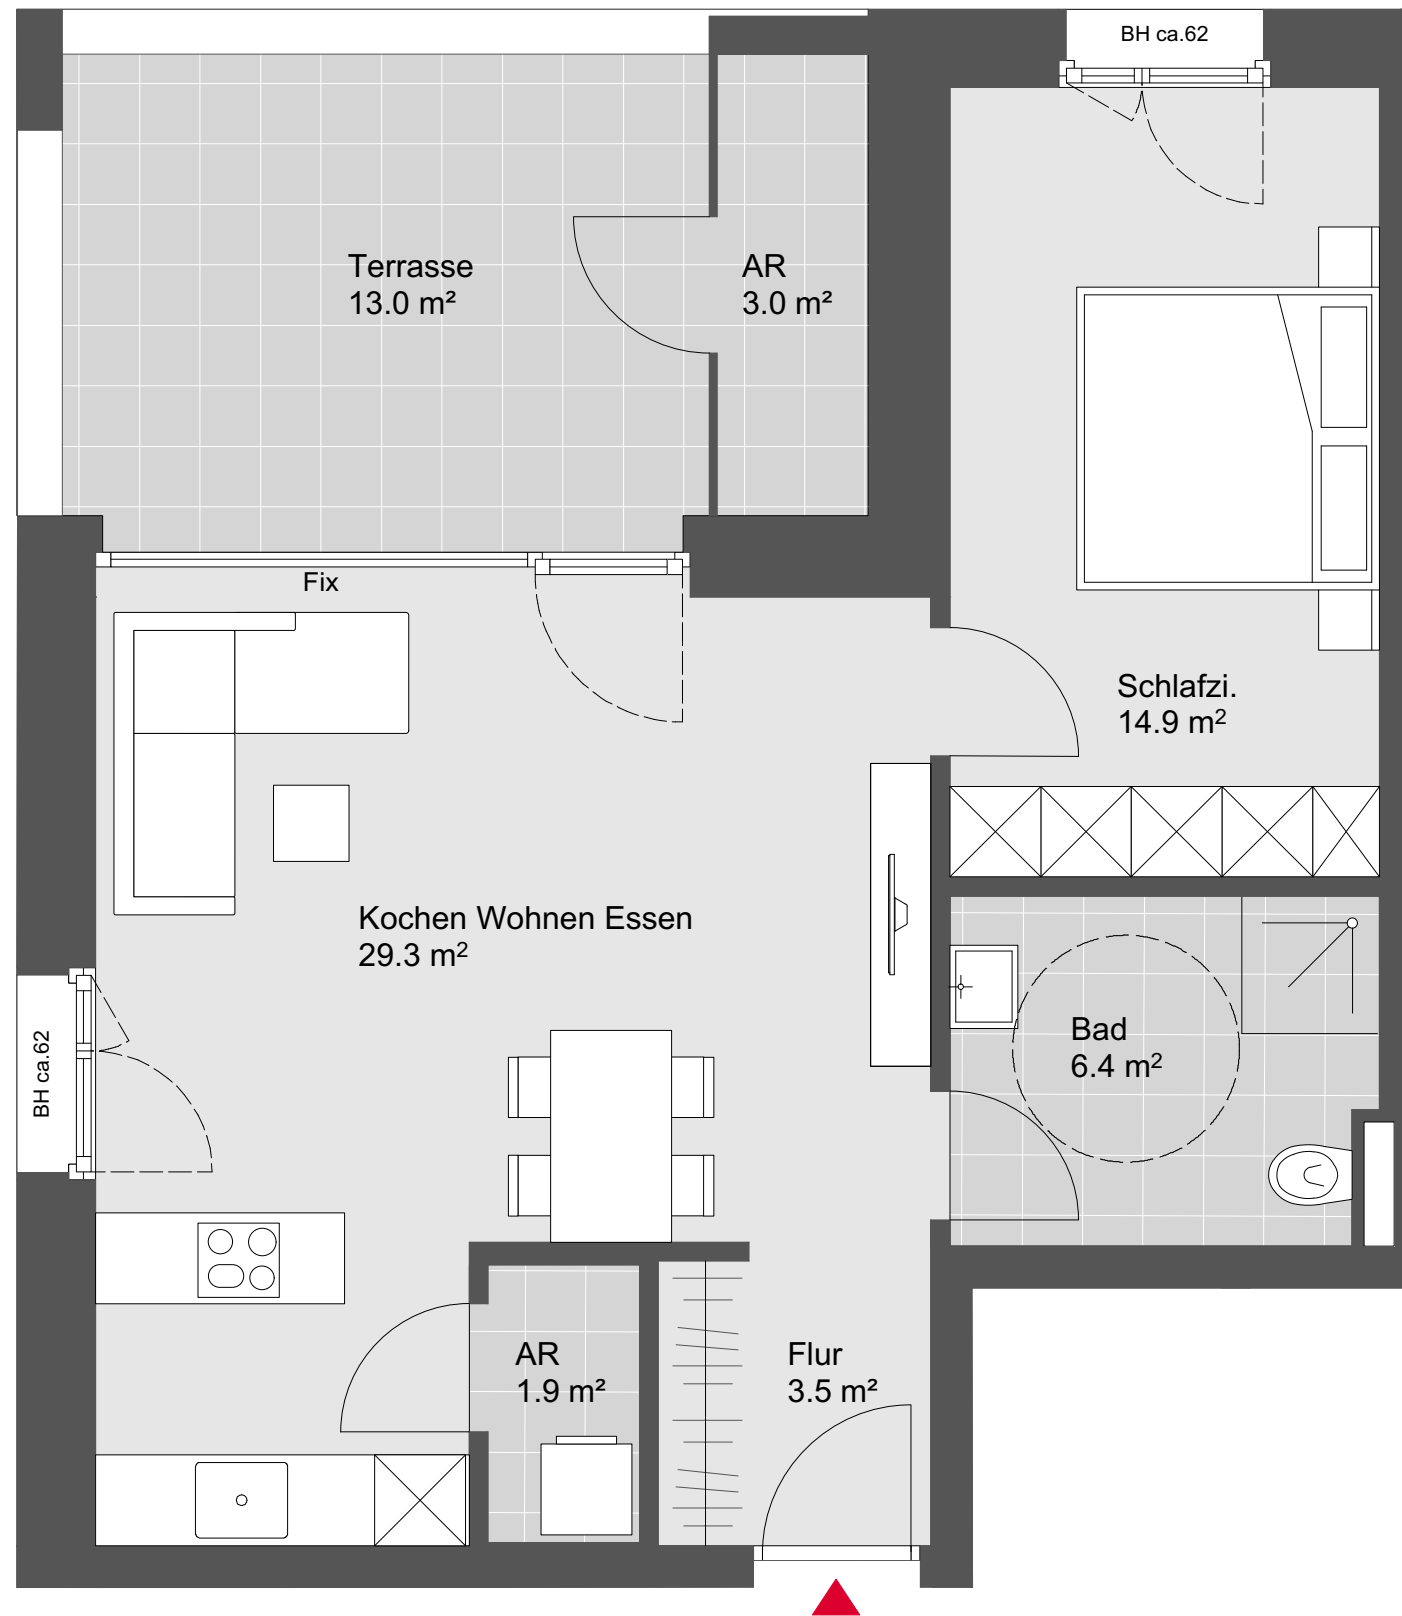 BH ca.62
Terrasse
13.0 m²
AR
3.0 m²
Fix
Schlafzi.
14.9 m²
Kochen Wohnen Essen
29.3 m²
BH ca.62
Bad
6.4 m²
AR
1.9 m²
Flur
3.5 m²